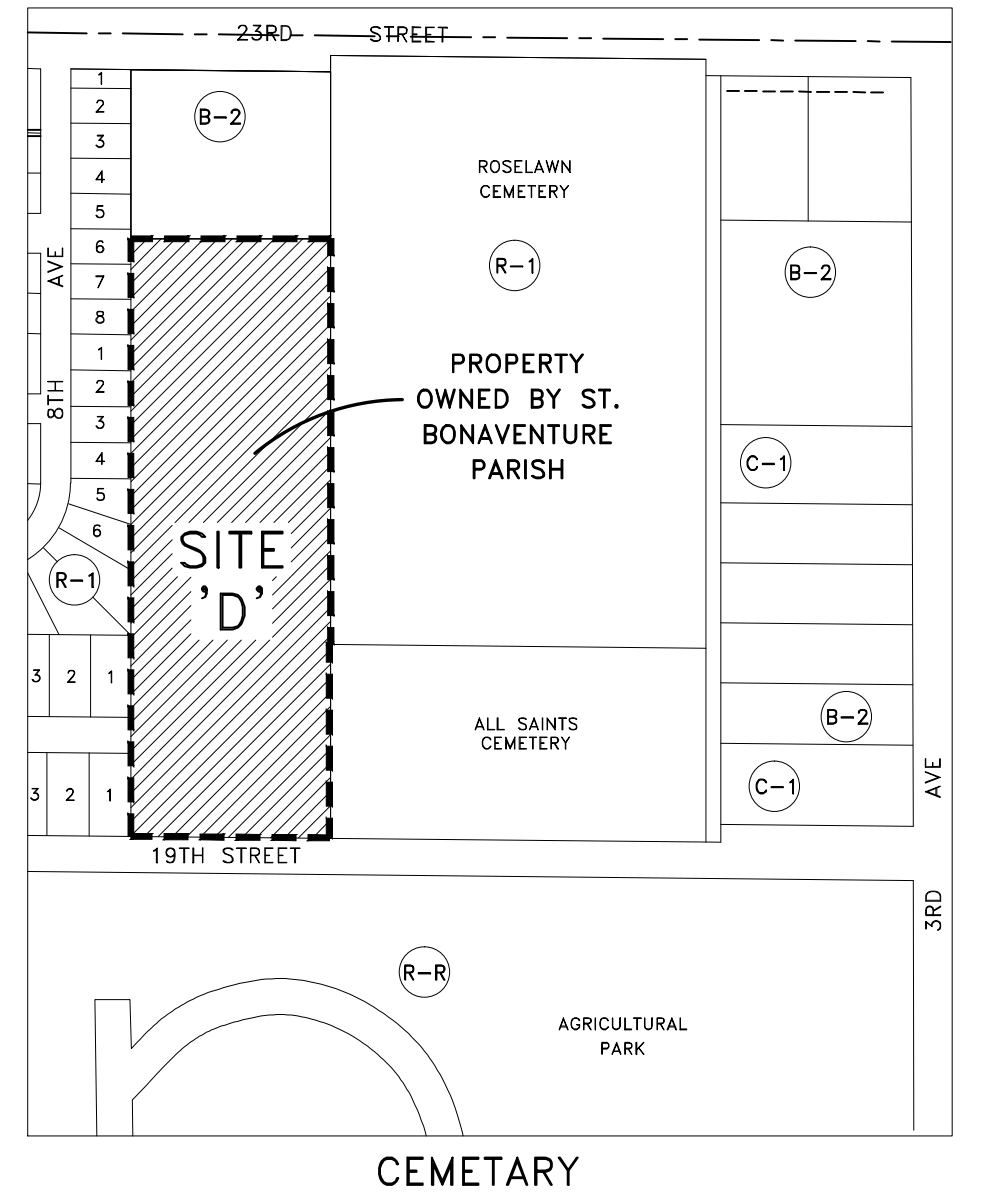 23RD STREET
1
2
3
4
5
6
7
8
1
2
3
4
5
6
8TH AVE
R-1
3 2 1
3 2 1
B-2
ROSELAWN
CEMETERY
R-1
PROPERTY
OWNED BY ST.
BONAVENTURE
PARISH
SITE
'D'
ALL SAINTS
CEMETERY
B-2
C-1
B-2
C-1
3RD AVE
19TH STREET
R-R
AGRICULTURAL
PARK
CEMETARY